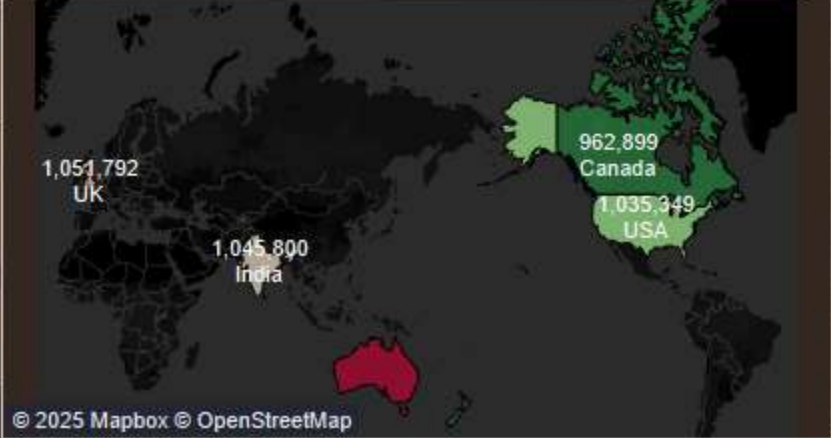 1,051,792
UK
1,045,800
India
962,899
Canada
1,035,349
USA
© 2025 Mapbox © OpenStreetMap